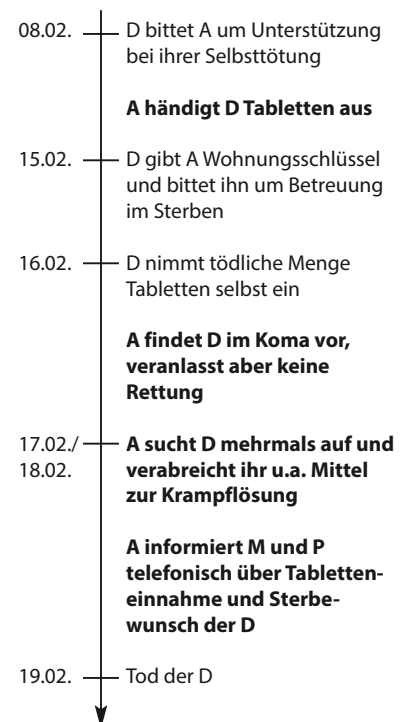 08.02. D bittet A um Unterstützung
bei ihrer Selbsttötung
A händigt D Tabletten aus
15.02. D gibt A Wohnungsschlüssel
und bittet ihn um Betreuung
im Sterben
16.02. D nimmt tödliche Menge
Tabletten selbst ein
A findet D im Koma vor,
veranlasst aber keine
Rettung
17.02./ A sucht D mehrmals auf und
18.02. verabreicht ihr u.a. Mittel
zur Krampflösung
A informiert M und P
telefonisch über Tabletten-
einnahme und Sterbe-
wunsch der D
19.02. Tod der D